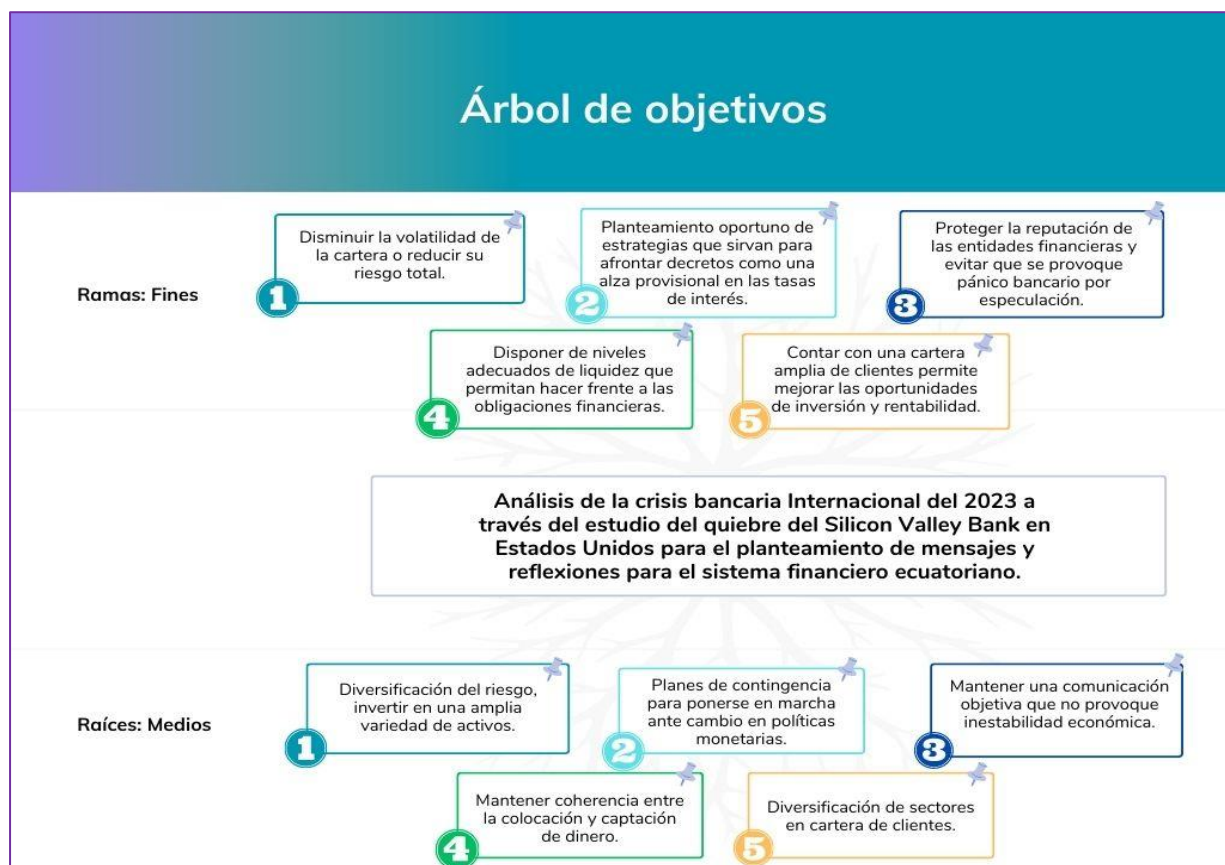 Árbol de objetivos
Ramas: Fines
Disminuir la volatilidad de
la cartera o reducir su
riesgo total.
1
Planteamiento oportuno de
estrategias que sirvan para
afrontar decretos como una
alza provisional en las tasas
de interés.
2
Proteger la reputación de
las entidades financieras y
evitar que se provoque
pánico bancario por
especulación.
3
Disponer de niveles
adecuados de liquidez que
permitan hacer frente a las
obligaciones financieras.
4
Contar con una cartera
amplia de clientes permite
mejorar las oportunidades
de inversión y rentabilidad.
5
Análisis de la crisis bancaria Internacional del 2023 a
través del estudio del quiebre del Silicon Valley Bank en
Estados Unidos para el planteamiento de mensajes y
reflexiones para el sistema financiero ecuatoriano.
Raíces: Medios
Diversificación del riesgo,
invertir en una amplia
variedad de activos.
1
Planes de contingencia
para ponerse en marcha
ante cambio en políticas
monetarias.
2
Mantener una comunicación
objetiva que no provoque
inestabilidad económica.
3
Mantener coherencia entre
la colocación y captación
de dinero.
4
Diversificación de sectores
en cartera de clientes.
5